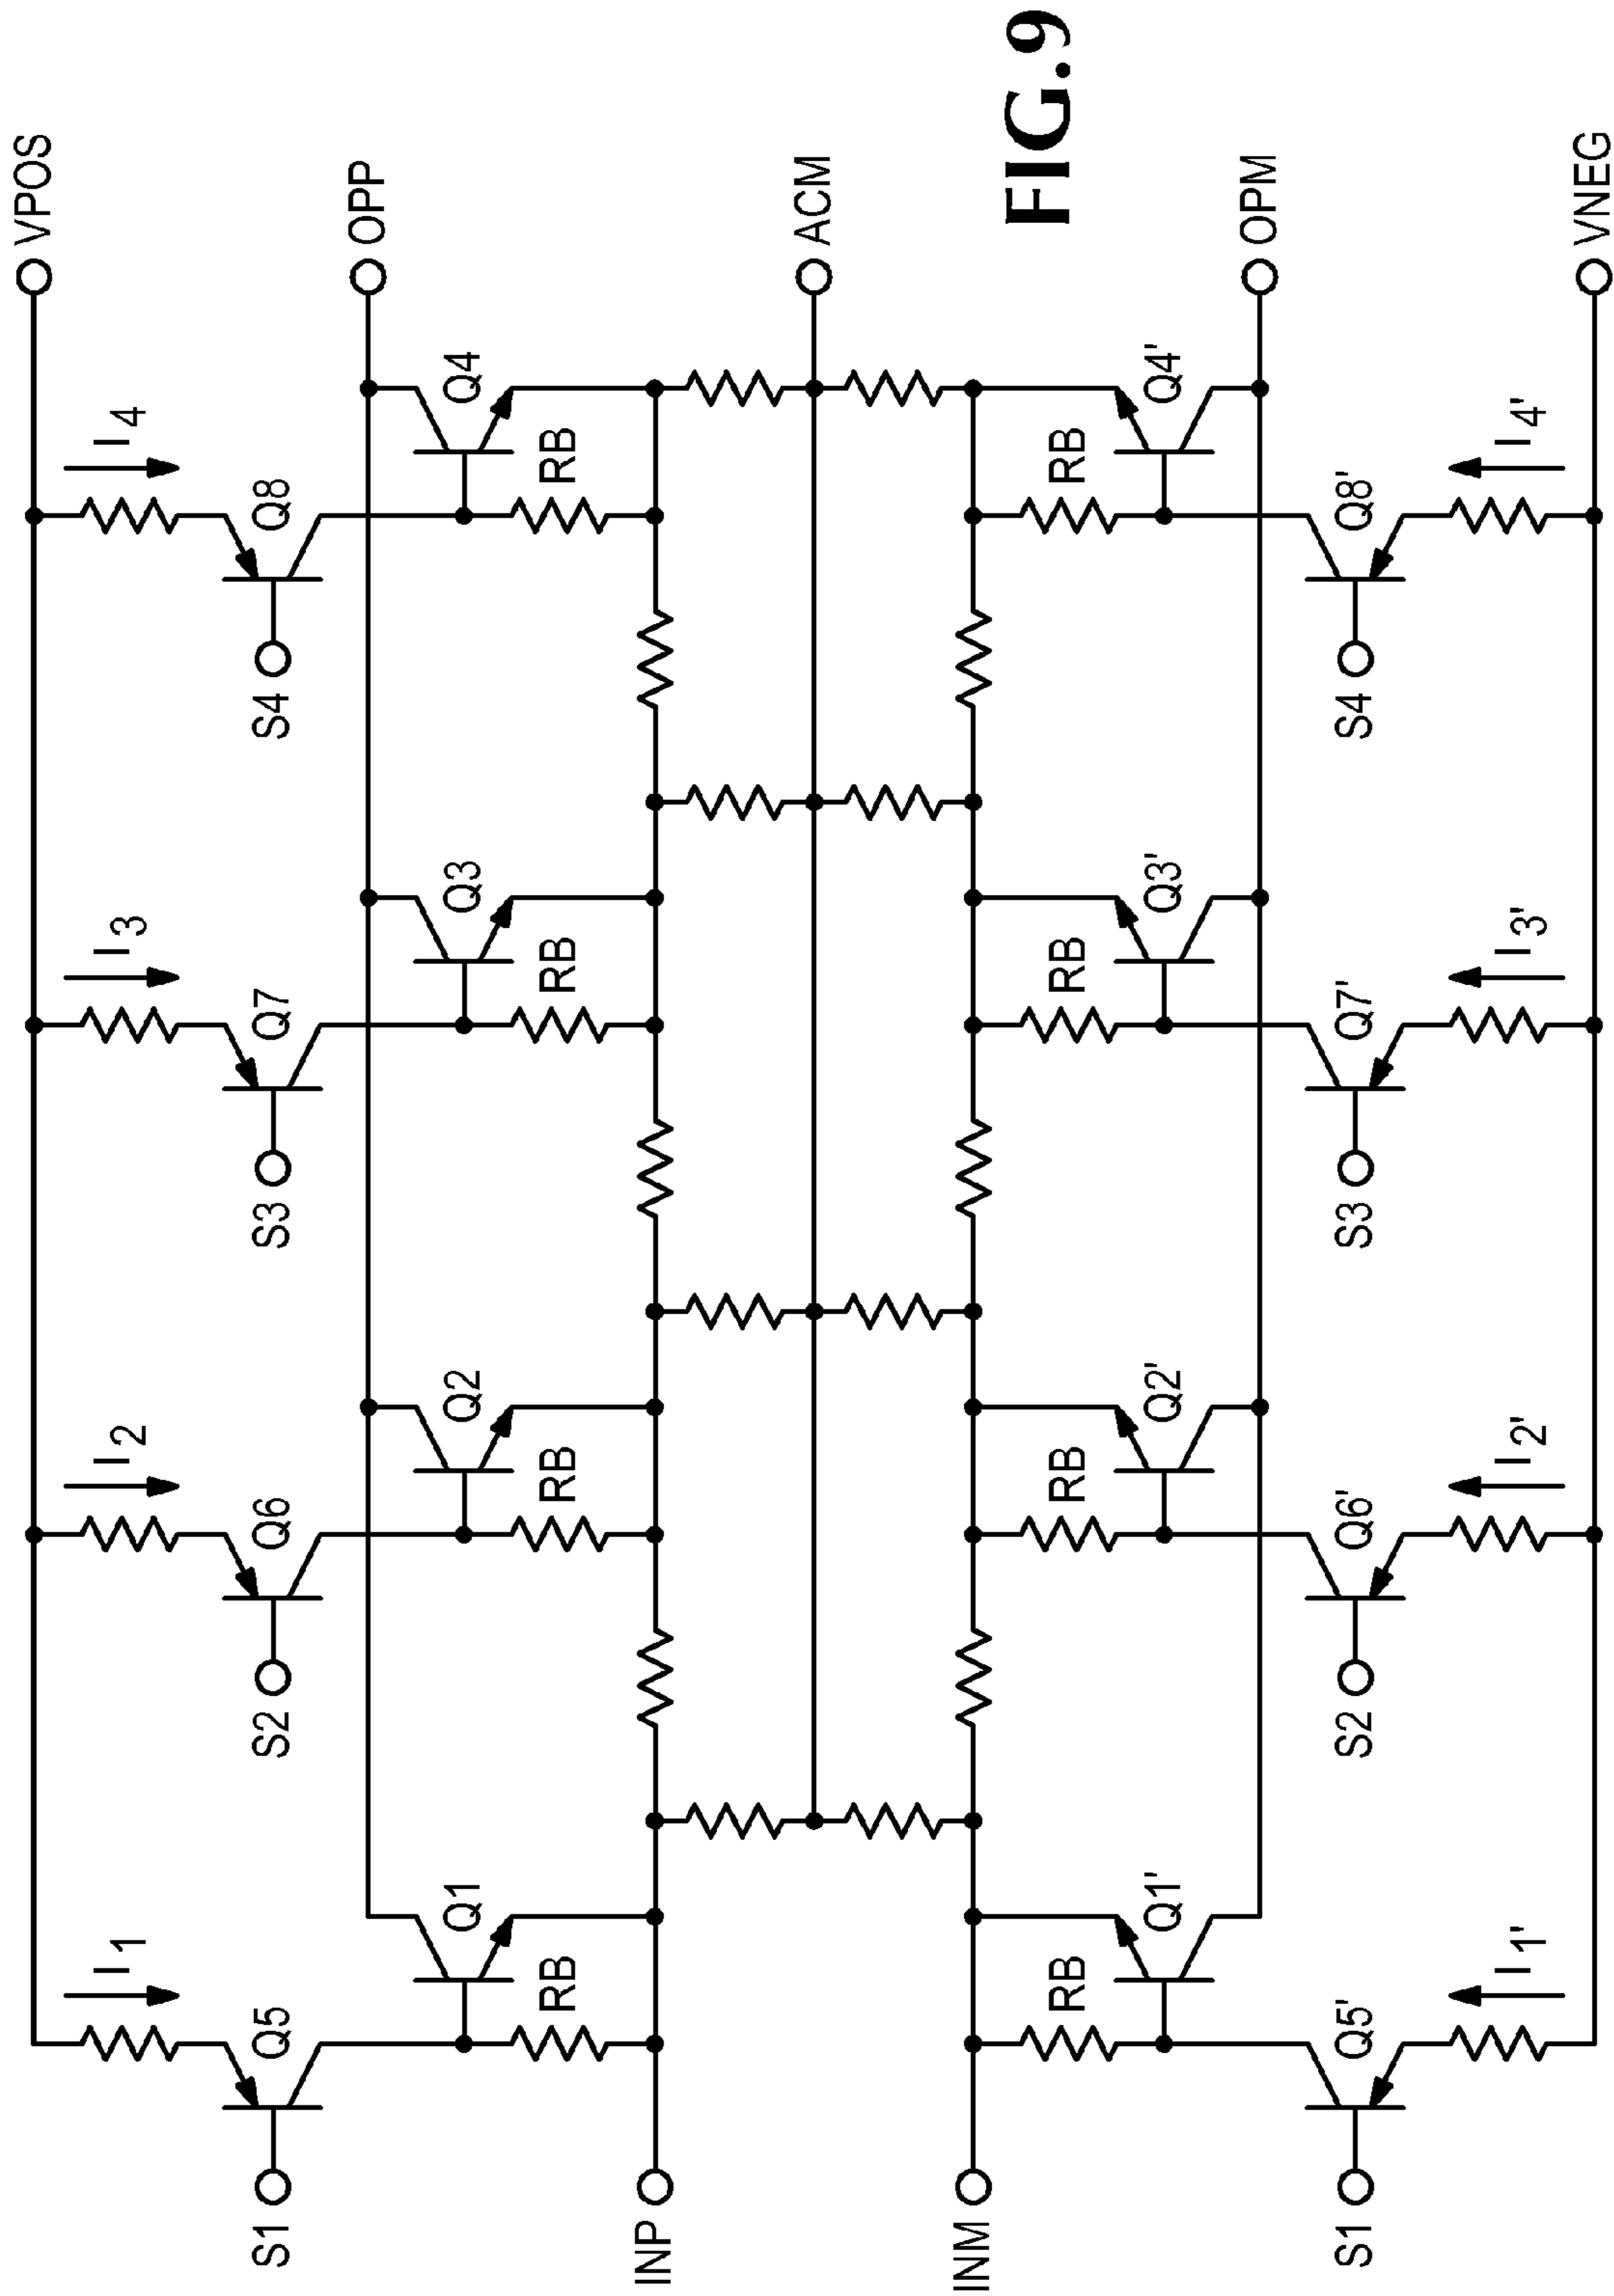 FIG.9
VPOS
I1
I2
I3
I4
Q5
Q6
Q7
Q8
S1
S2
S3
S4
OPP
Q1
Q2
Q3
Q4
RB
RB
RB
RB
INP
ACM
INM
RB
RB
RB
RB
Q1'
Q2'
Q3'
Q4'
OPM
S1
S2
S3
S4
Q5'
Q6'
Q7'
Q8'
I1'
I2'
I3'
I4'
VNEG